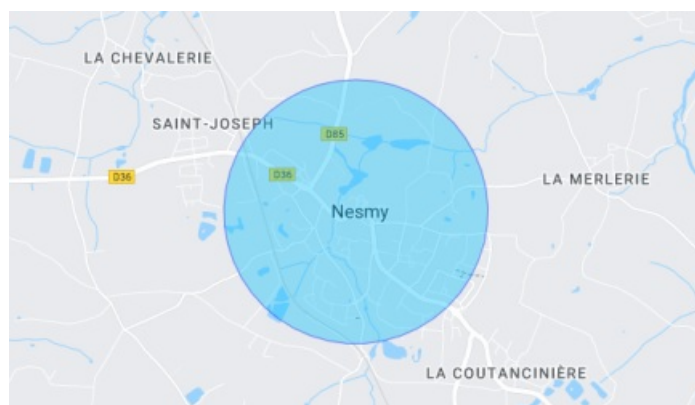 LA CHEVALERIE
SAINT-JOSEPH
D85
D36
D36
LA MERLERIE
Nesmy
LA COUTANCINIÈRE